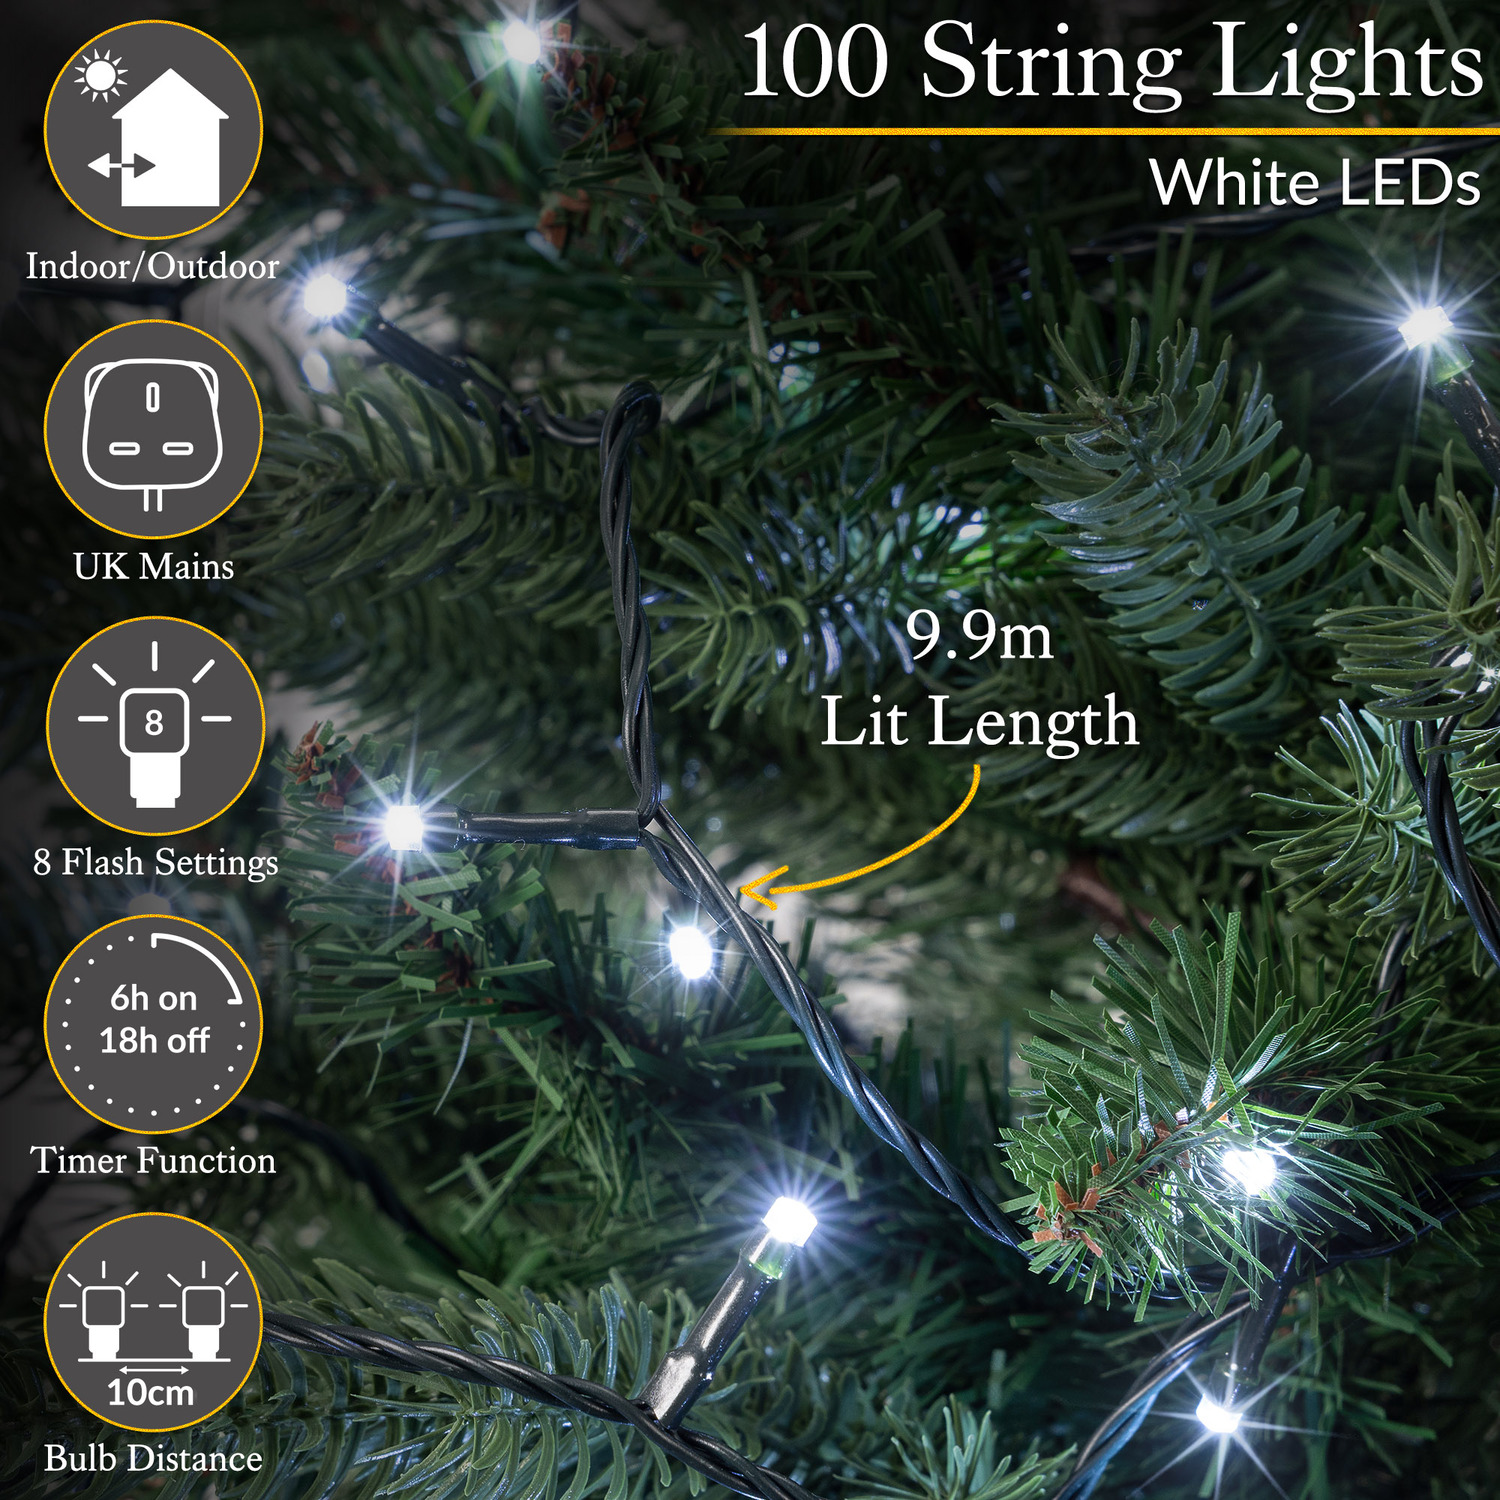 100 String Lights
White LEDs
Indoor/Outdoor
UK Mains
8
8 Flash Settings
6h on
18h off
Timer Function
10cm
Bulb Distance
9.9m
Lit Length